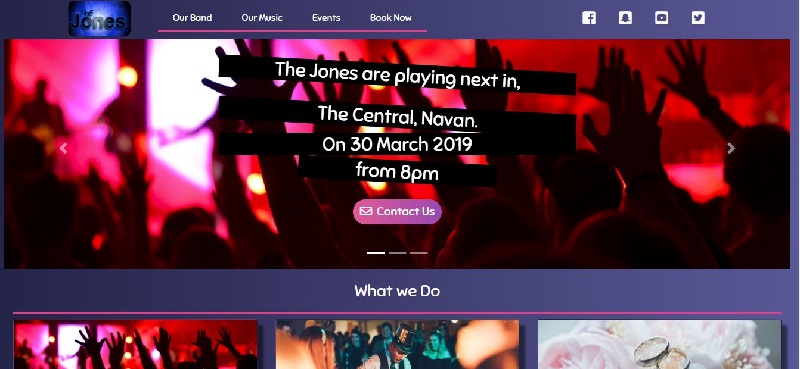 the
Jones
Our Band
Our Music
Events
Book Now
The Jones are playing next in,
The Central, Navan.
On 30 March 2019
from 8pm
Contact Us
What we Do